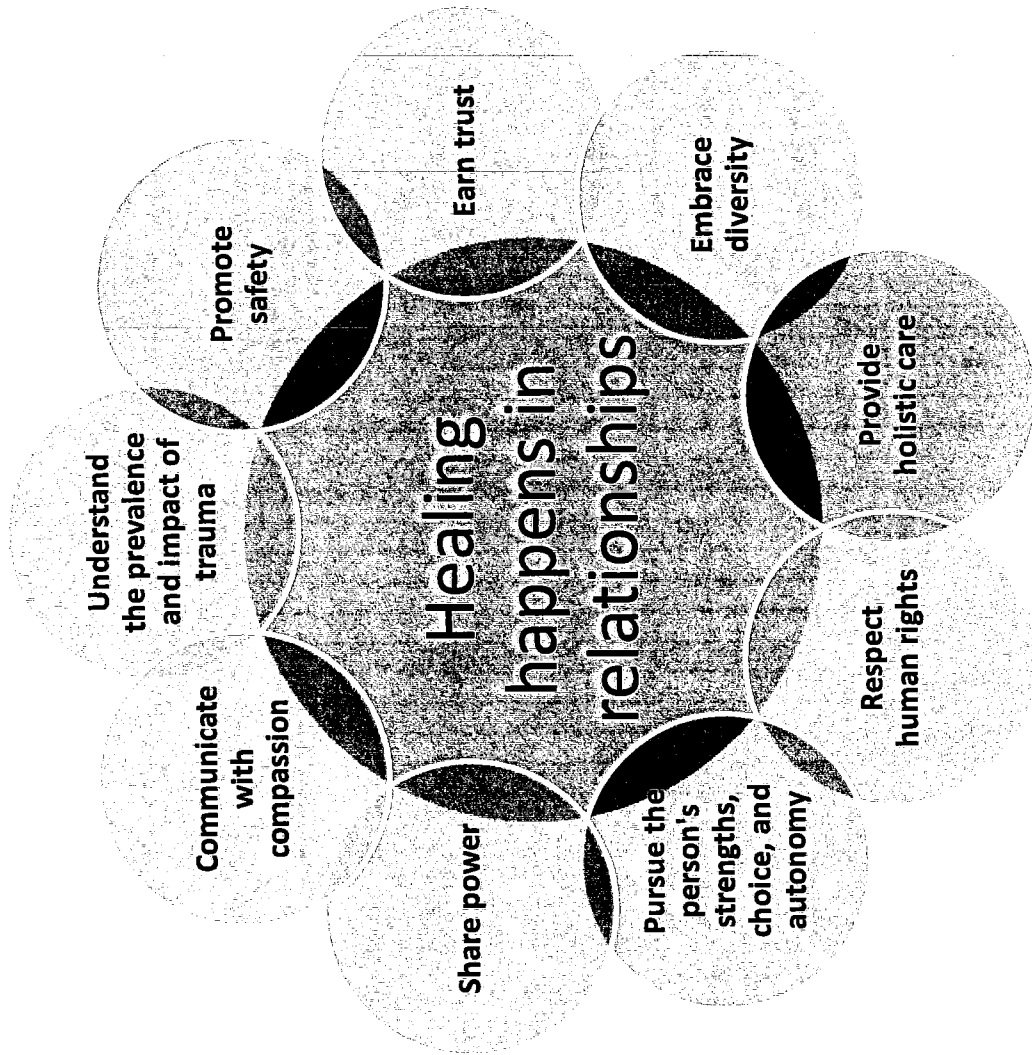 Healing
happens in
relationships
Understand
the prevalence
and impact of
trauma
Promote
safety
Earn trust
Embrace
diversity
Provide
holistic care
Respect
human rights
Pursue the
person's
strengths,
choice, and
autonomy
Share power
Communicate
with
compassion